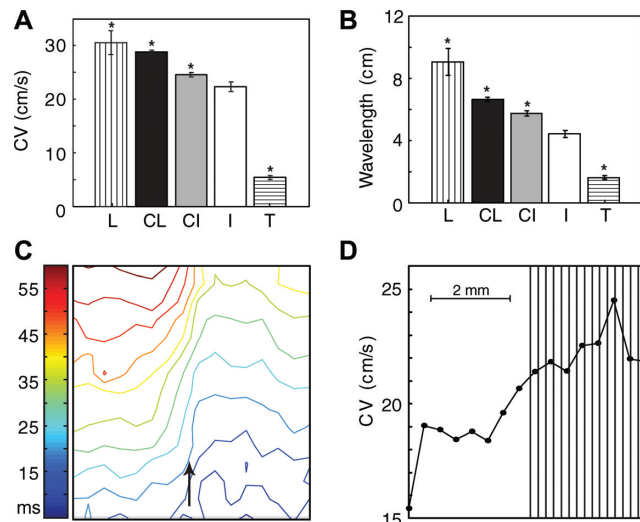 A
CV (cm/s)
30
20
10
0
*
*
*
*
L CL CI I T
B
Wavelength (cm)
12
8
4
0
*
*
*
*
L CL CI I T
C
55
45
35
25
15
ms
D
CV (cm/s)
25
20
15
2 mm